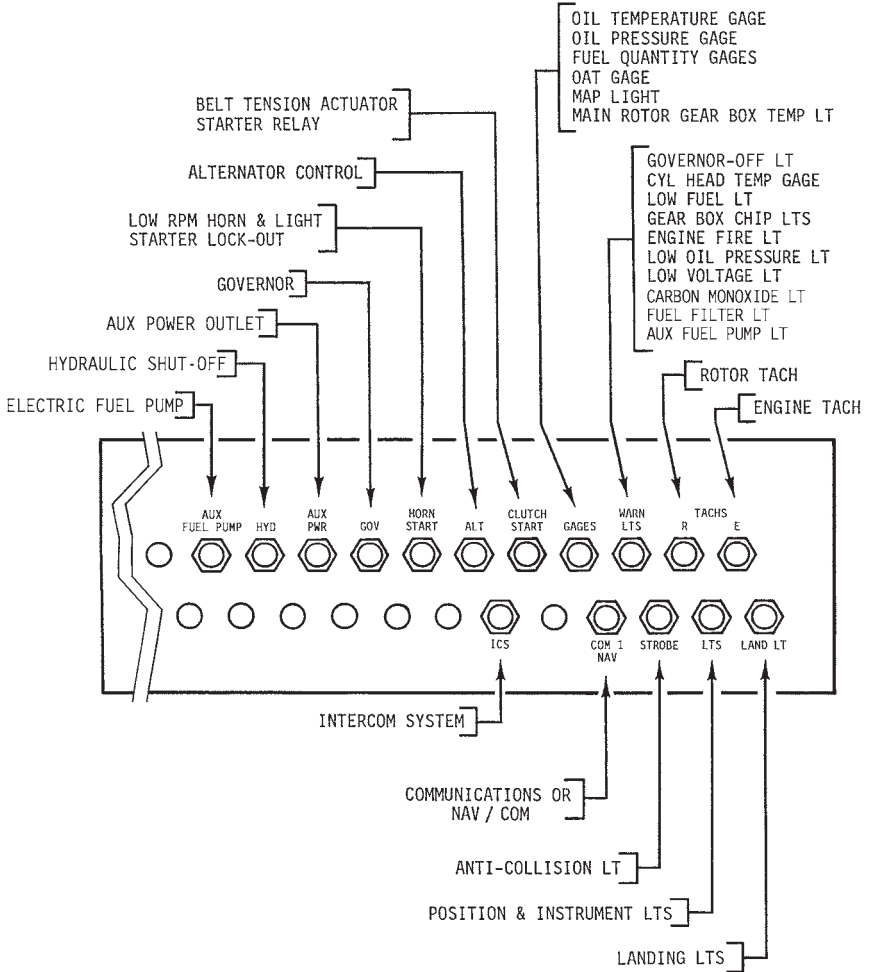 OIL TEMPERATURE GAGE
OIL PRESSURE GAGE
FUEL QUANTITY GAGES
OAT GAGE
MAP LIGHT
MAIN ROTOR GEAR BOX TEMP LT
BELT TENSION ACTUATOR
STARTER RELAY
GOVERNOR-OFF LT
CYL HEAD TEMP GAGE
LOW FUEL LT
GEAR BOX CHIP LTS
ENGINE FIRE LT
LOW OIL PRESSURE LT
LOW VOLTAGE LT
CARBON MONOXIDE LT
FUEL FILTER LT
AUX FUEL PUMP LT
ALTERNATOR CONTROL
LOW RPM HORN & LIGHT
STARTER LOCK-OUT
GOVERNOR
AUX POWER OUTLET
HYDRAULIC SHUT-OFF
ELECTRIC FUEL PUMP
ROTOR TACH
ENGINE TACH
AUX
FUEL PUMP
HYD
AUX
PWR
GOV
HORN
START
ALT
CLUTCH
START
GAGES
WARN
LTS
TACHS
R E
ICS
COM 1
NAV
STROBE
LTS
LAND LT
INTERCOM SYSTEM
COMMUNICATIONS OR
NAV / COM
ANTI-COLLISION LT
POSITION & INSTRUMENT LTS
LANDING LTS